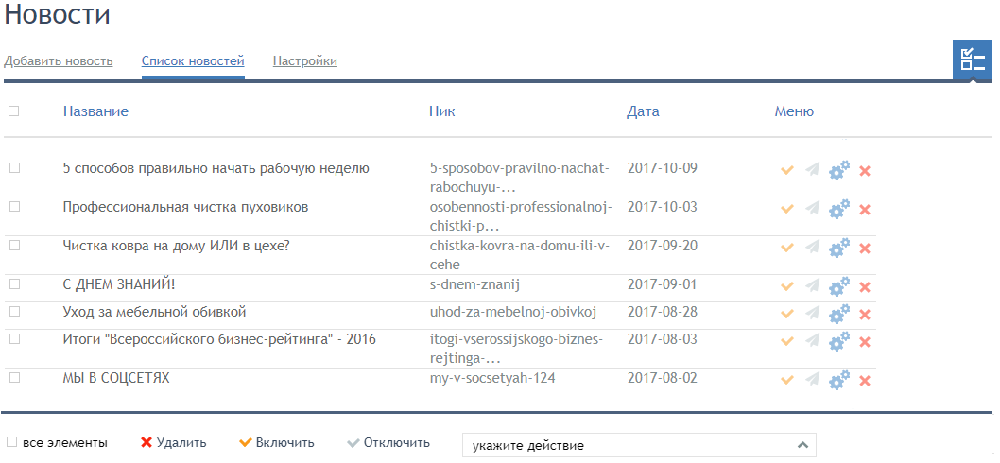 Новости
Добавить новость Список новостей Настройки
Название Ник Дата Меню
5 способов правильно начать рабочую неделю 5-sposobov-pravilno-nachat- 2017-10-09
rabochuyu-...
Профессиональная чистка пуховиков osobennosti-professionalnoj- 2017-10-03
chistki-p...
Чистка ковра на дому ИЛИ в цехе? chistka-kovra-na-domu-ili-v- 2017-09-20
cehe
С ДНЕМ ЗНАНИЙ! s-dnem-znanij 2017-09-01
Уход за мебельной обивкой uhod-za-mebelnoj-obivkoj 2017-08-28
Итоги "Всероссийского бизнес-рейтинга" - 2016 itogi-vserossijskogo-biznes- 2017-08-03
rejtinga-...
МЫ В СОЦСЕТЯХ my-v-socsetyah-124 2017-08-02
все элементы Удалить Включить Отключить укажите действие